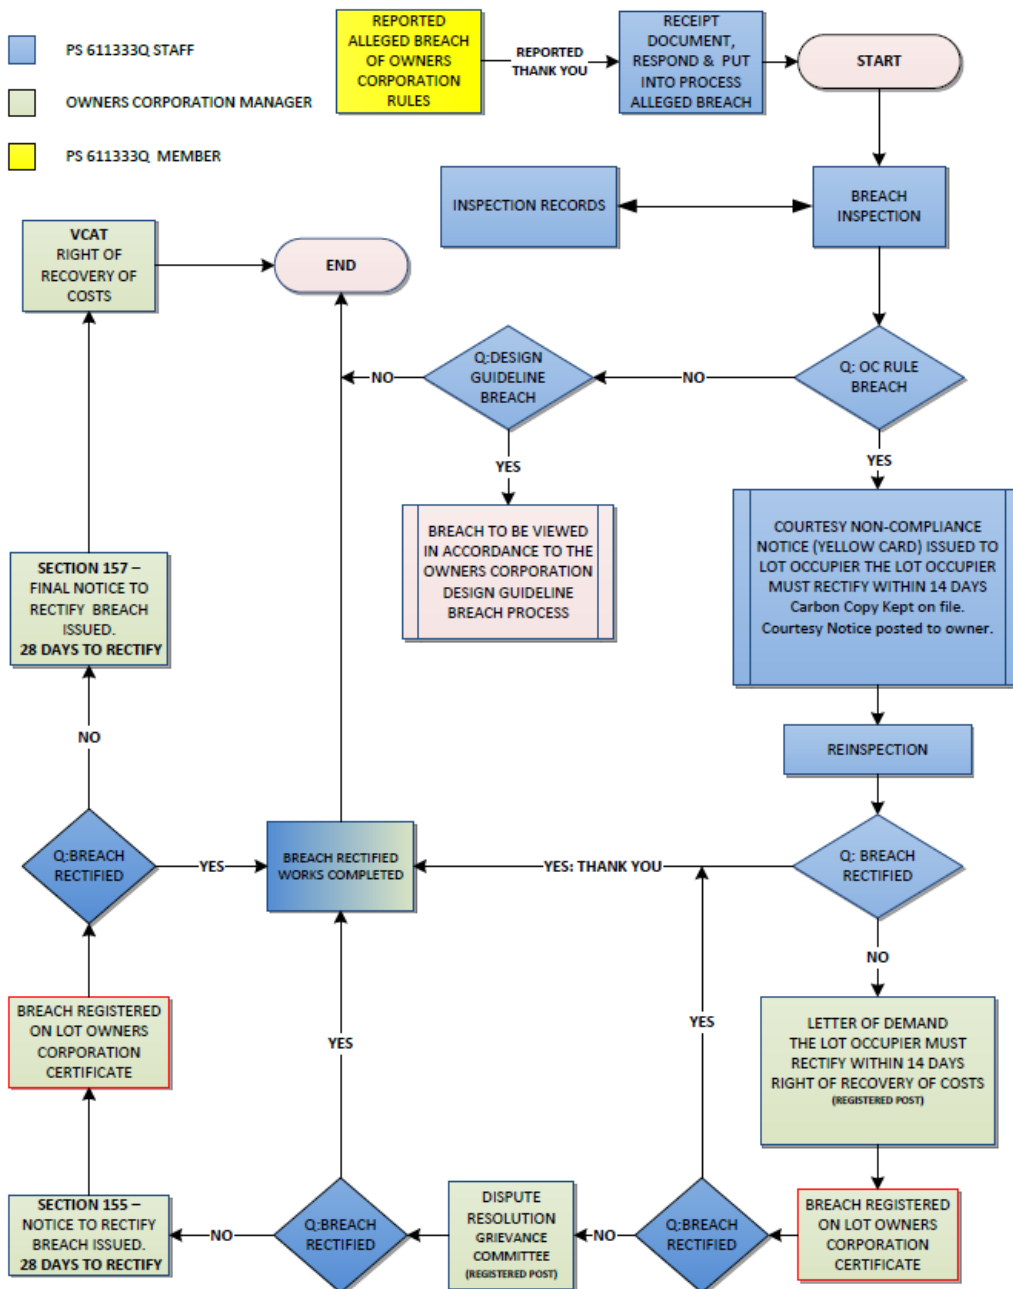 PS 611333Q STAFF
OWNERS CORPORATION MANAGER
PS 611333Q  MEMBER
REPORTED
ALLEGED BREACH
OF OWNERS
CORPORATION
RULES
REPORTED
THANK YOU
RECEIPT
DOCUMENT,
RESPOND &  PUT
INTO PROCESS
ALLEGED BREACH
START
INSPECTION RECORDS
BREACH
INSPECTION
VCAT
RIGHT OF
RECOVERY OF
COSTS
END
NO
Q:DESIGN
GUIDELINE
BREACH
NO
Q: OC RULE
BREACH
YES
YES
BREACH TO BE VIEWED
IN ACCORDANCE TO THE
OWNERS CORPORATION
DESIGN GUIDELINE
BREACH PROCESS
COURTESY NON-COMPLIANCE
NOTICE (YELLOW CARD) ISSUED TO
LOT OCCUPIER THE LOT OCCUPIER
MUST RECTIFY WITHIN 14 DAYS
Carbon Copy Kept on file.
Courtesy Notice posted to owner.
SECTION 157 –
FINAL NOTICE TO
RECTIFY  BREACH
ISSUED.
28 DAYS TO RECTIFY
NO
REINSPECTION
Q:BREACH
RECTIFIED
YES
BREACH RECTIFIED
WORKS COMPLETED
YES: THANK YOU
Q: BREACH
RECTIFIED
NO
BREACH REGISTERED
ON LOT OWNERS
CORPORATION
CERTIFICATE
YES
YES
LETTER OF DEMAND
THE LOT OCCUPIER MUST
RECTIFY WITHIN 14 DAYS
RIGHT OF RECOVERY OF COSTS
(REGISTERED POST)
SECTION 155 –
NOTICE TO RECTIFY
BREACH ISSUED.
28 DAYS TO RECTIFY
NO
Q:BREACH
RECTIFIED
DISPUTE
RESOLUTION
GRIEVANCE
COMMITTEE
(REGISTERED POST)
NO
Q:BREACH
RECTIFIED
BREACH REGISTERED
ON LOT OWNERS
CORPORATION
CERTIFICATE